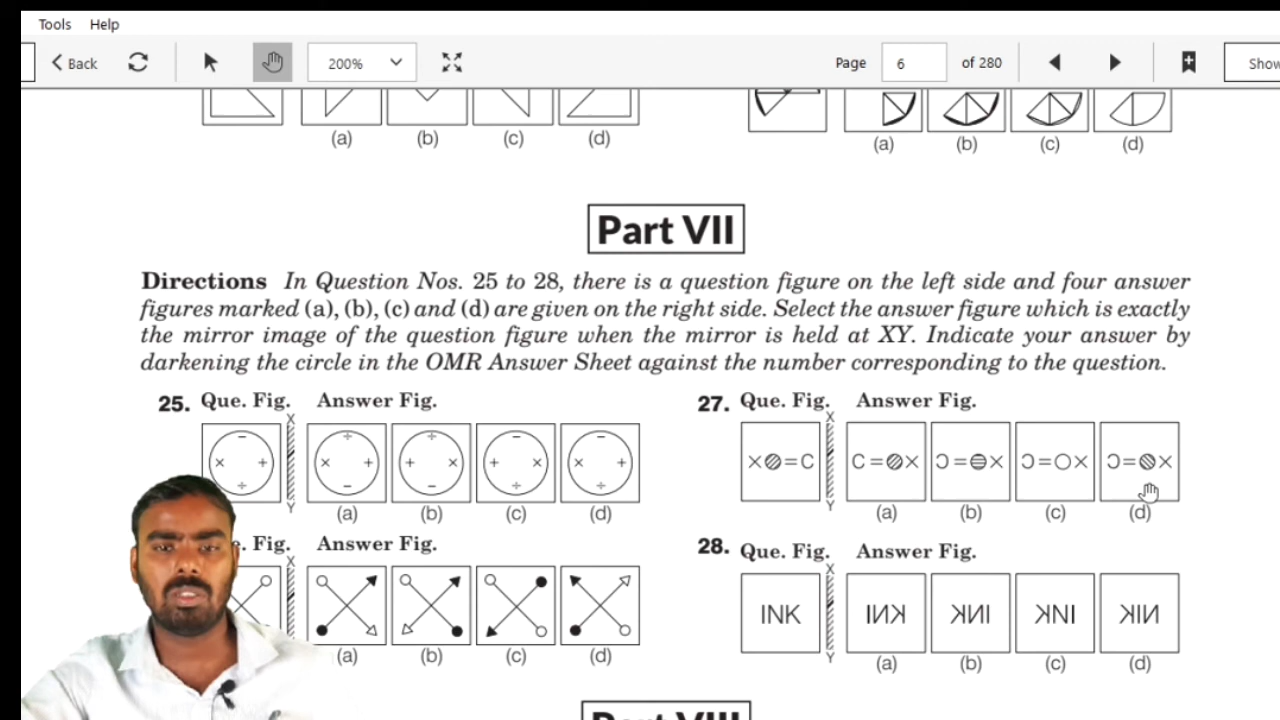 Tools Help
Back 200% Page 6 of 280 Show
(a) (b) (c) (d)
(a) (b) (c) (d)
Part VII
Directions In Question Nos. 25 to 28, there is a question figure on the left side and four answer
figures marked (a), (b), (c) and (d) are given on the right side. Select the answer figure which is exactly
the mirror image of the question figure when the mirror is held at XY. Indicate your answer by
darkening the circle in the OMR Answer Sheet against the number corresponding to the question.
25. Que. Fig. Answer Fig.
X
Y
(a) (b) (c) (d)
e. Fig. Answer Fig.
X
(a) (b) (c) (d)
27. Que. Fig. Answer Fig.
X
Y
(a) (b) (c) (d)
28. Que. Fig. Answer Fig.
X
INK
Y
(a) (b) (c) (d)